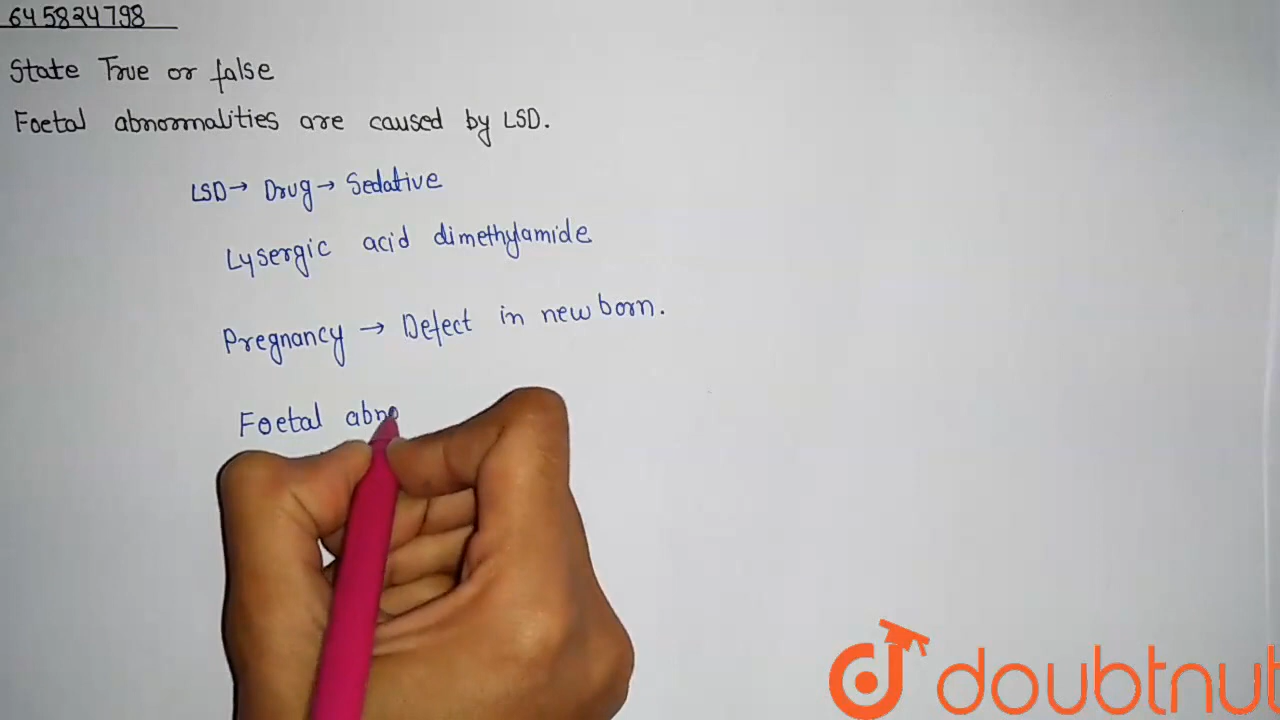 645824798
State True or false
Foetal abnormalities are caused by LSD.
LSD → Drug → Sedative
Lysergic acid dimethylamide
Pregnancy → Defect in new born.
Foetal abno
doubtnut